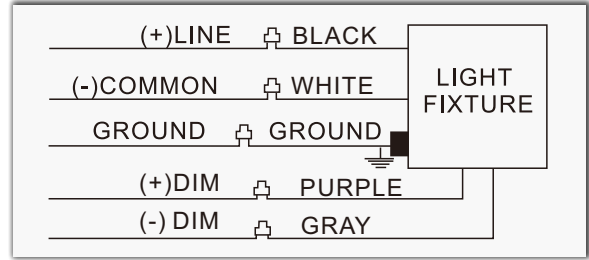 (+)LINE BLACK
(-)COMMON WHITE
LIGHT
FIXTURE
GROUND GROUND
(+)DIM PURPLE
(-) DIM GRAY